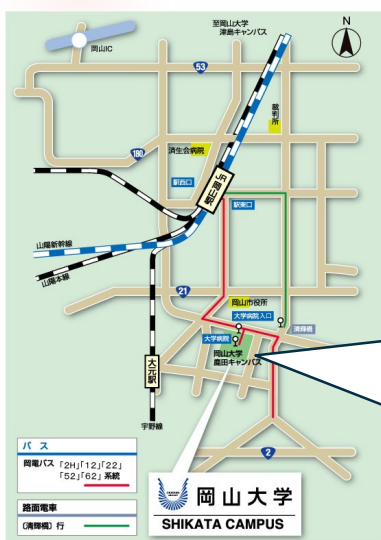 至岡山大学
津島キャンパス
N
岡山IC
53
裁判所
180
済生会病院
駅西口
JR岡山駅
駅東口
山陽新幹線
山陽本線
21
岡山市役所
大学病院入口
清輝橋
大学病院
岡山大学
鹿田キャンパス
大元駅
宇野線
2
バス
岡電バス 「2H」「12」「22」
「52」「62」系統
路面電車
〔清輝橋〕行
岡山大学
SHIKATA CAMPUS